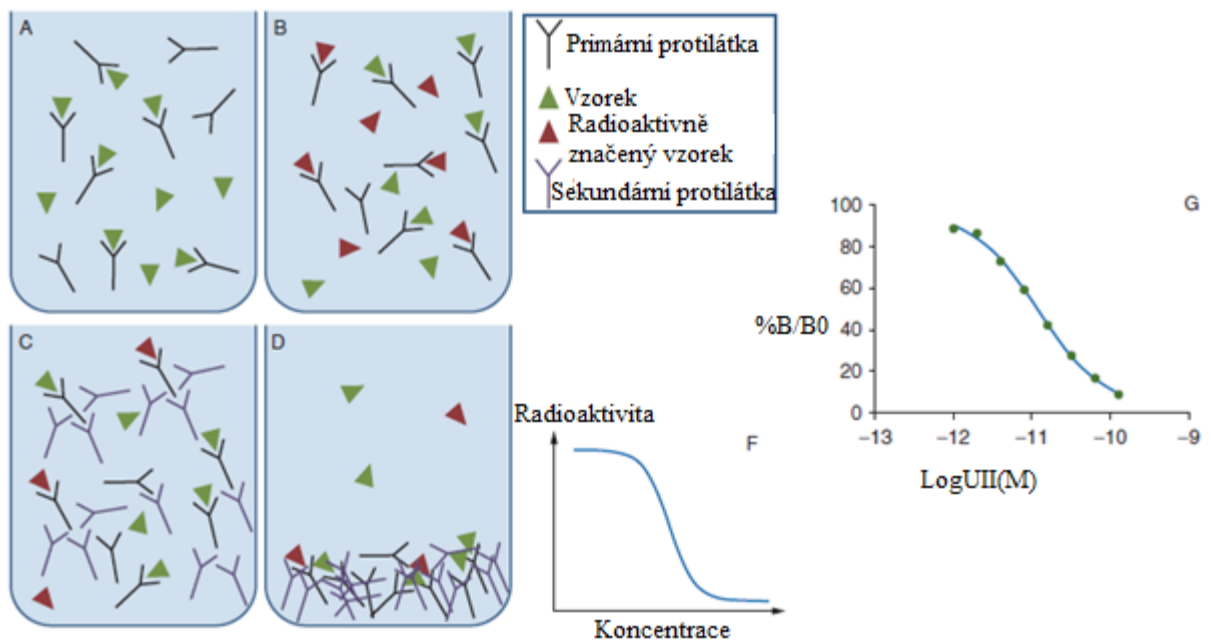 A
B
Primární protilátka
Vzorek
Radioaktivně
značený vzorek
Sekundární protilátka
C
D
Radioaktivita
F
Koncentrace
G
100
80
60
40
20
0
%B/B0
−13 −12 −11 −10 −9
LogUII(M)